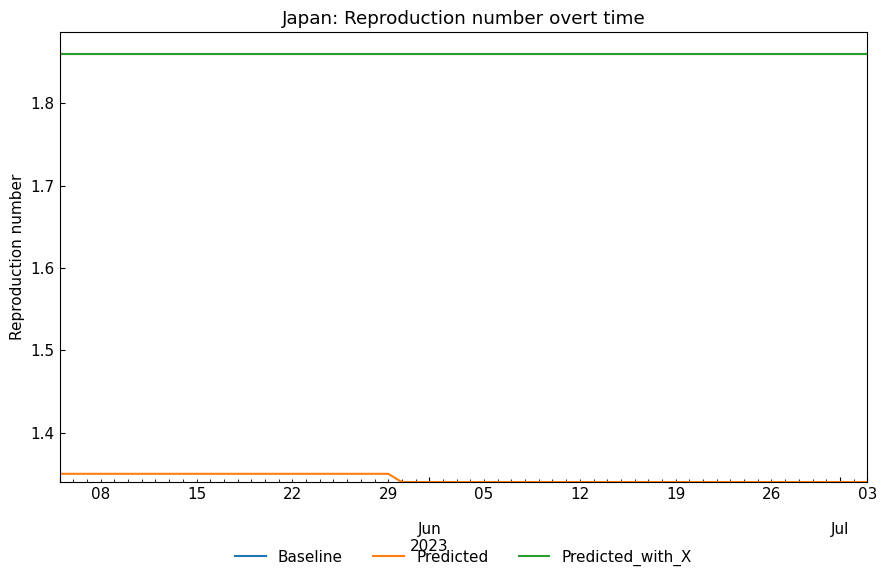 Japan: Reproduction number overt time
Reproduction number
1.8
1.7
1.6
1.5
1.4
08 15 22 29 05 12 19 26 03
Jun Jul
2023
Baseline Predicted Predicted_with_X